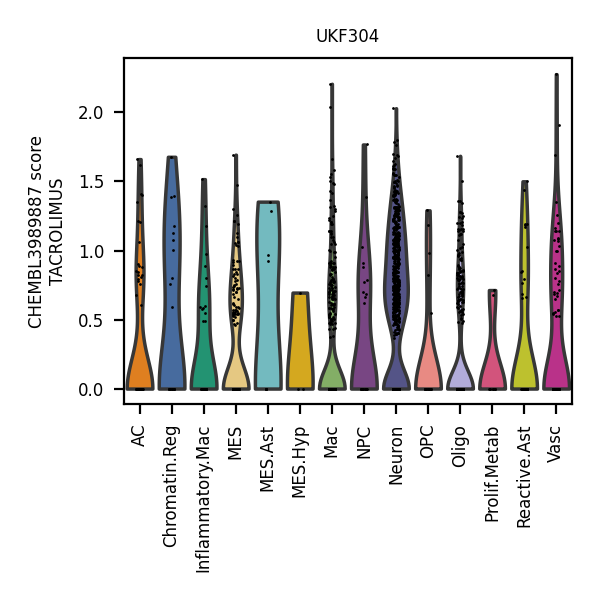 UKF304
CHEMBL3989887 score
TACROLIMUS
2.0
1.5
1.0
0.5
0.0
AC
Chromatin.Reg
Inflammatory.Mac
MES
MES.Ast
MES.Hyp
Mac
NPC
Neuron
OPC
Oligo
Prolif.Metab
Reactive.Ast
Vasc